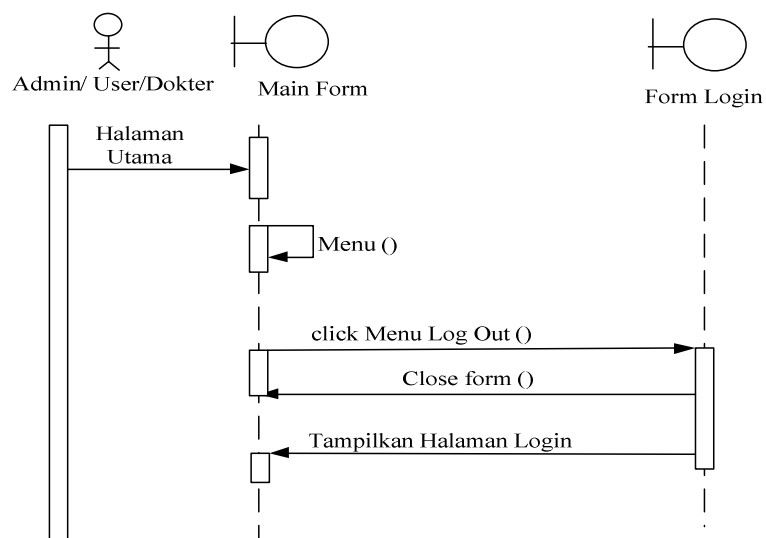 Admin/ User/Dokter
Main Form
Form Login
Halaman
Utama
Menu ()
click Menu Log Out ()
Close form ()
Tampilkan Halaman Login